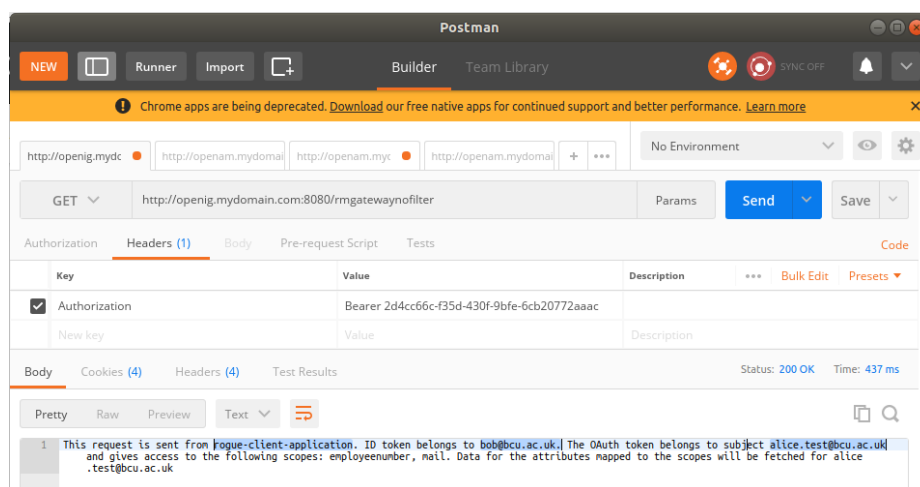 Postman
NEW Runner Import Builder Team Library SYNC OFF
! Chrome apps are being deprecated. Download our free native apps for continued support and better performance. Learn more ×
http://openig.mydc http://openam.mydomai http://openam.myc http://openam.mydomai + ••• No Environment
GET http://openig.mydomain.com:8080/rmgatewaynofilter Params Send Save
Authorization Headers (1) Body Pre-request Script Tests Code
Key Value Description ••• Bulk Edit Presets
Authorization Bearer 2d4cc66c-f35d-430f-9bfe-6cb20772aaac
New key Value Description
Body Cookies (4) Headers (4) Test Results Status: 200 OK Time: 437 ms
Pretty Raw Preview Text
1 This request is sent from rogue-client-application. ID token belongs to bob@bcu.ac.uk. The OAuth token belongs to subject alice.test@bcu.ac.uk
and gives access to the following scopes: employeenumber, mail. Data for the attributes mapped to the scopes will be fetched for alice
.test@bcu.ac.uk